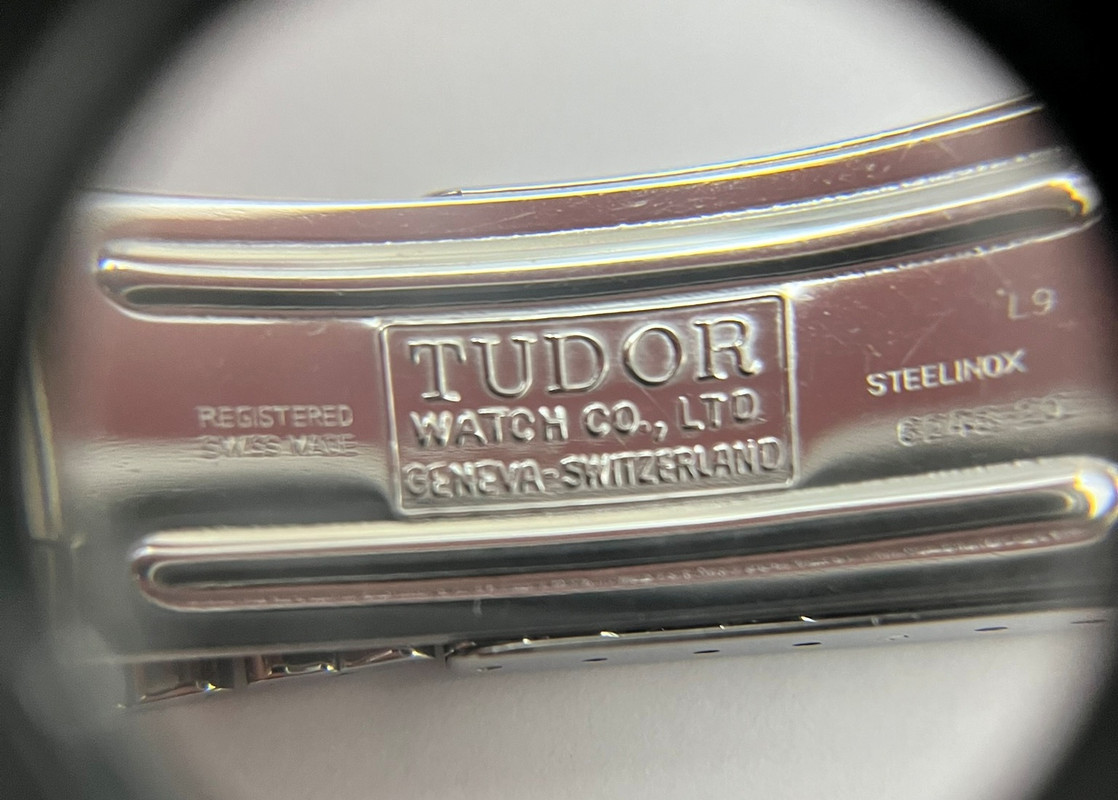 TUDOR
WATCH CO., LTD
GENEVA-SWITZERLAND
REGISTERED
SWISS MADE
L9
STEELINOX